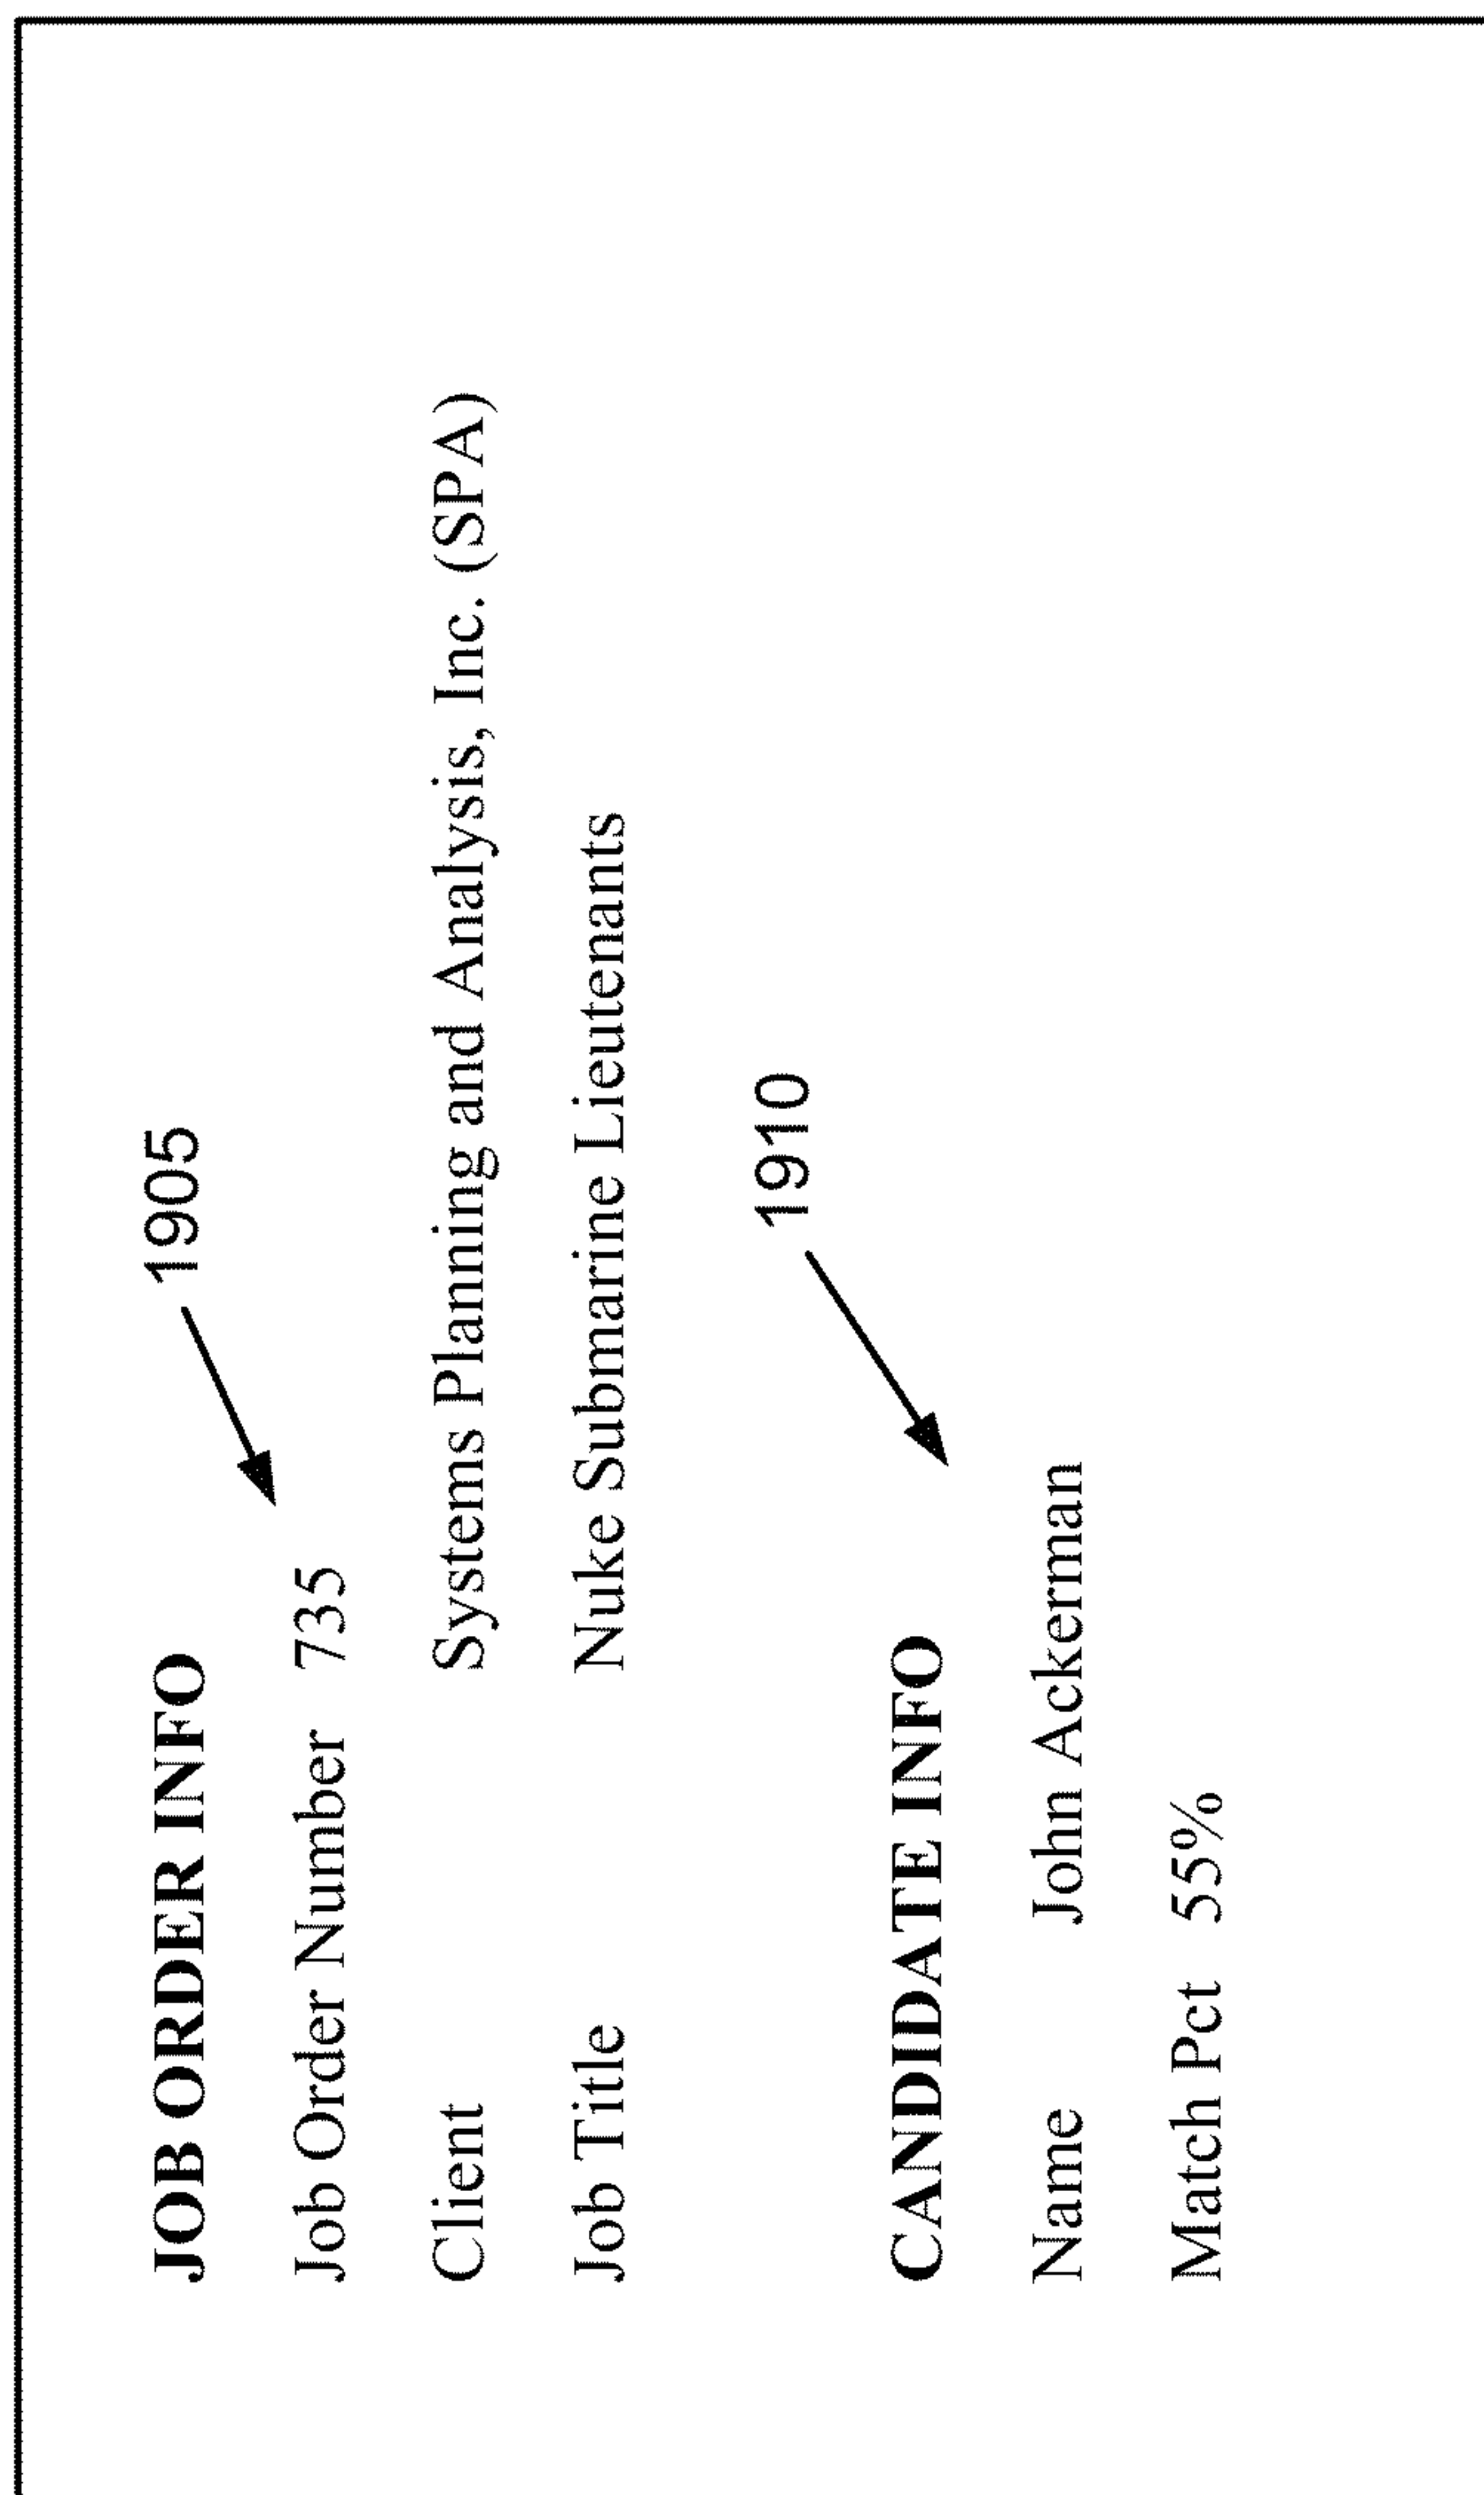 1905
JOB ORDER INFO
Job Order Number 735
Client Systems Planning and Analysis, Inc. (SPA)
Job Title Nuke Submarine Lieutenants
1910
CANDIDATE INFO
Name John Ackerman
Match Pct 55%